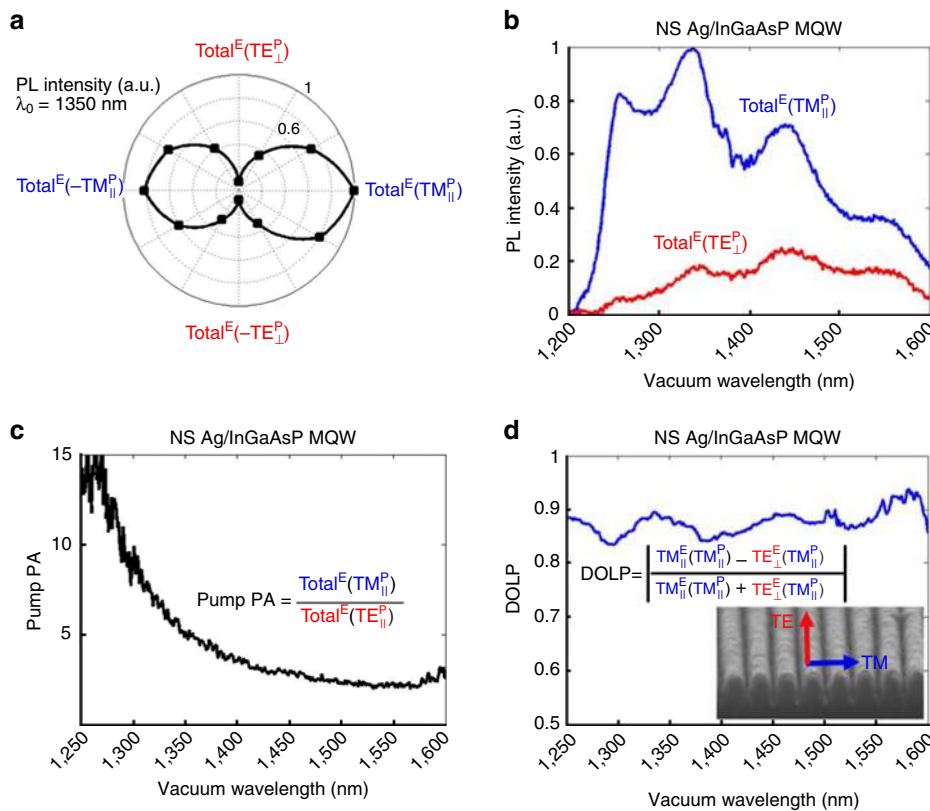 a
Total^E(TE^P_⊥)
PL intensity (a.u.)
λ0 = 1350 nm
1
0.6
Total^E(−TM^P_||)
Total^E(TM^P_||)
Total^E(−TE^P_⊥)
b
NS Ag/InGaAsP MQW
PL intensity (a.u.)
1
0.8
0.6
0.4
0.2
0
Total^E(TM^P_||)
Total^E(TE^P_⊥)
1,200
1,300
1,400
1,500
1,600
Vacuum wavelength (nm)
c
NS Ag/InGaAsP MQW
Pump PA
15
10
5
Pump PA = Total^E(TM^P_||)
Total^E(TE^P_||)
1,250
1,300
1,350
1,400
1,450
1,500
1,550
1,600
Vacuum wavelength (nm)
d
NS Ag/InGaAsP MQW
DOLP
1
0.9
0.8
0.7
0.6
0.5
DOLP= TM^E_||(TM^P_||) − TE^E_⊥(TM^P_||)
TM^E_||(TM^P_||) + TE^E_⊥(TM^P_||)
TE
TM
1,250
1,300
1,350
1,400
1,450
1,500
1,550
1,600
Vacuum wavelength (nm)